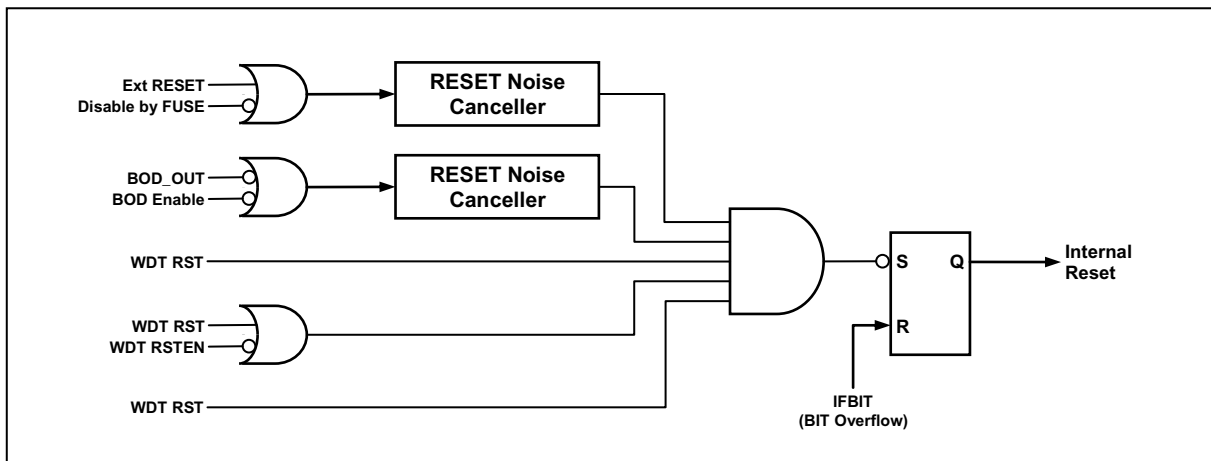 Ext RESET
Disable by FUSE
RESET Noise
Canceller
BOD_OUT
BOD Enable
RESET Noise
Canceller
WDT RST
WDT RST
WDT RSTEN
WDT RST
S
Q
R
Internal
Reset
IFBIT
(BIT Overflow)